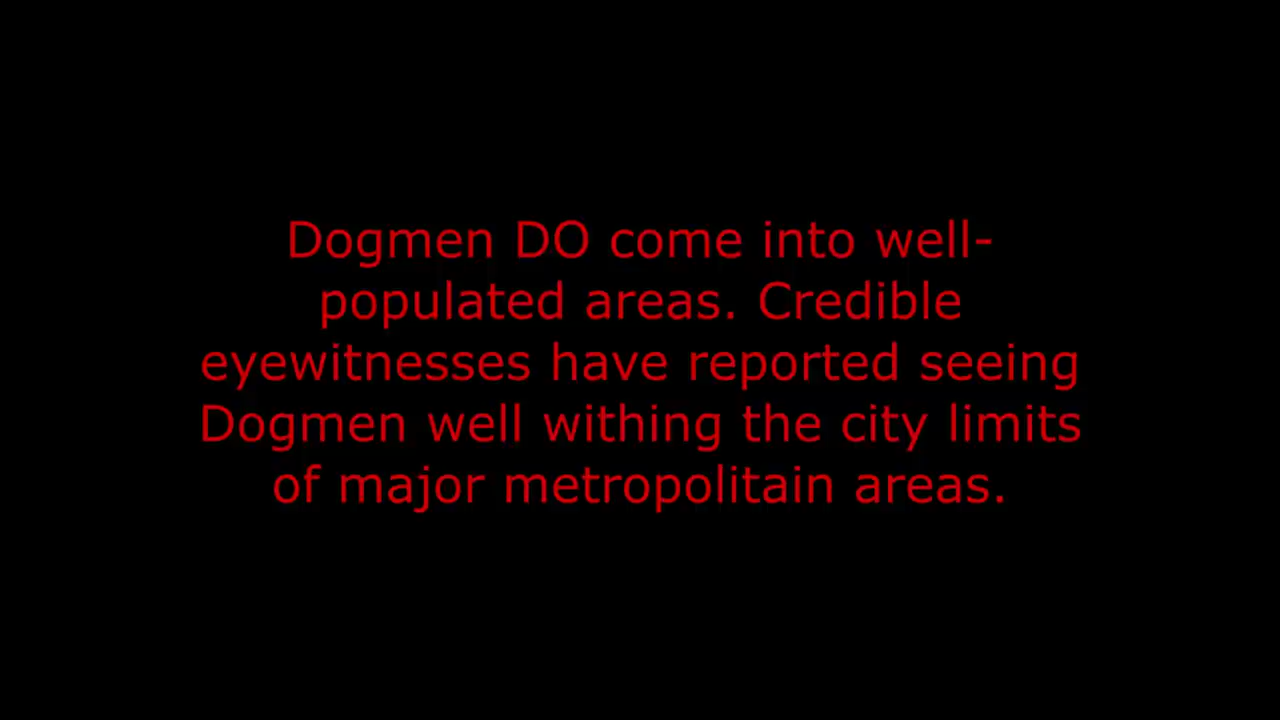 Dogmen DO come into well-
populated areas. Credible
eyewitnesses have reported seeing
Dogmen well withing the city limits
of major metropolitain areas.